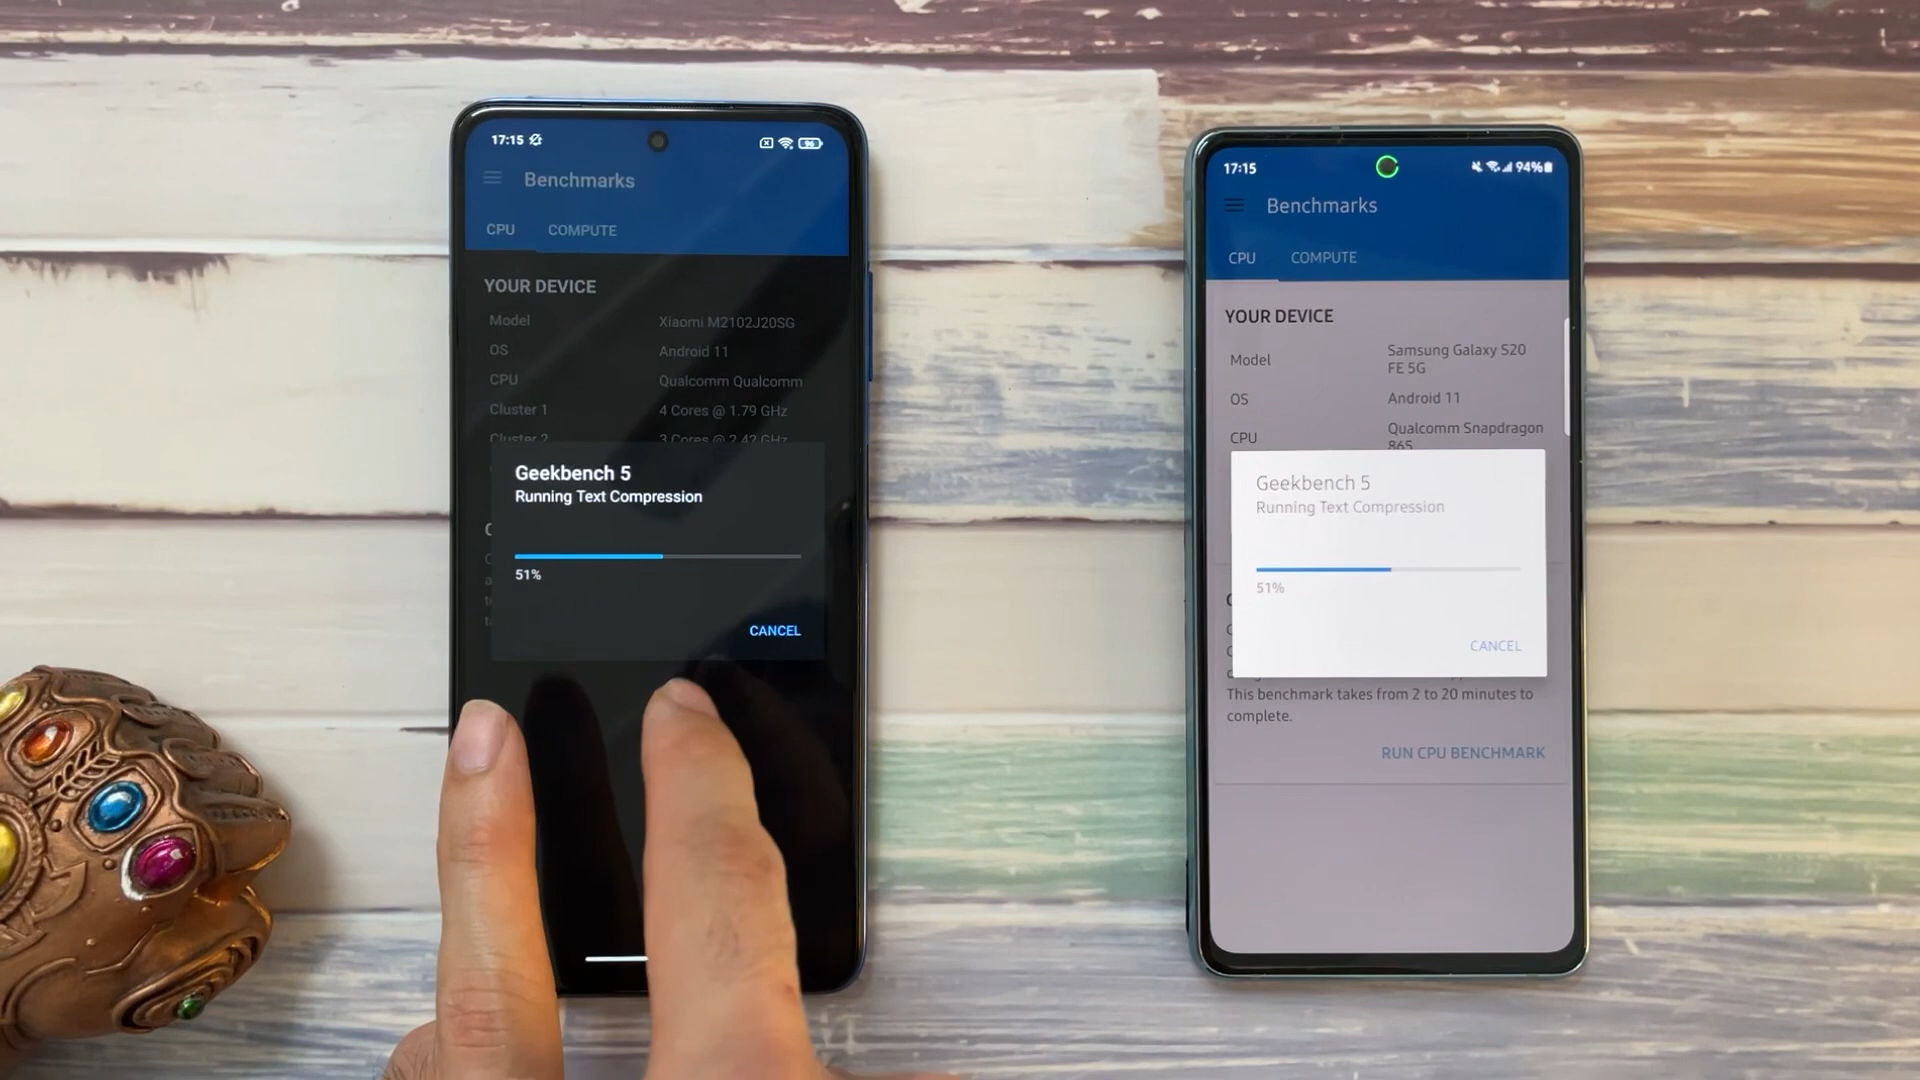 17:15
96
Benchmarks
CPU COMPUTE
YOUR DEVICE
Model Xiaomi M2102J20SG
OS Android 11
CPU Qualcomm Qualcomm
Cluster 1 4 Cores @ 1.79 GHz
Cluster 2 3 Cores @ 2.42 GHz
Geekbench 5
Running Text Compression
51%
CANCEL
17:15
94%
Benchmarks
CPU COMPUTE
YOUR DEVICE
Model Samsung Galaxy S20
FE 5G
OS Android 11
CPU Qualcomm Snapdragon
865
Geekbench 5
Running Text Compression
51%
CANCEL
This benchmark takes from 2 to 20 minutes to
complete.
RUN CPU BENCHMARK